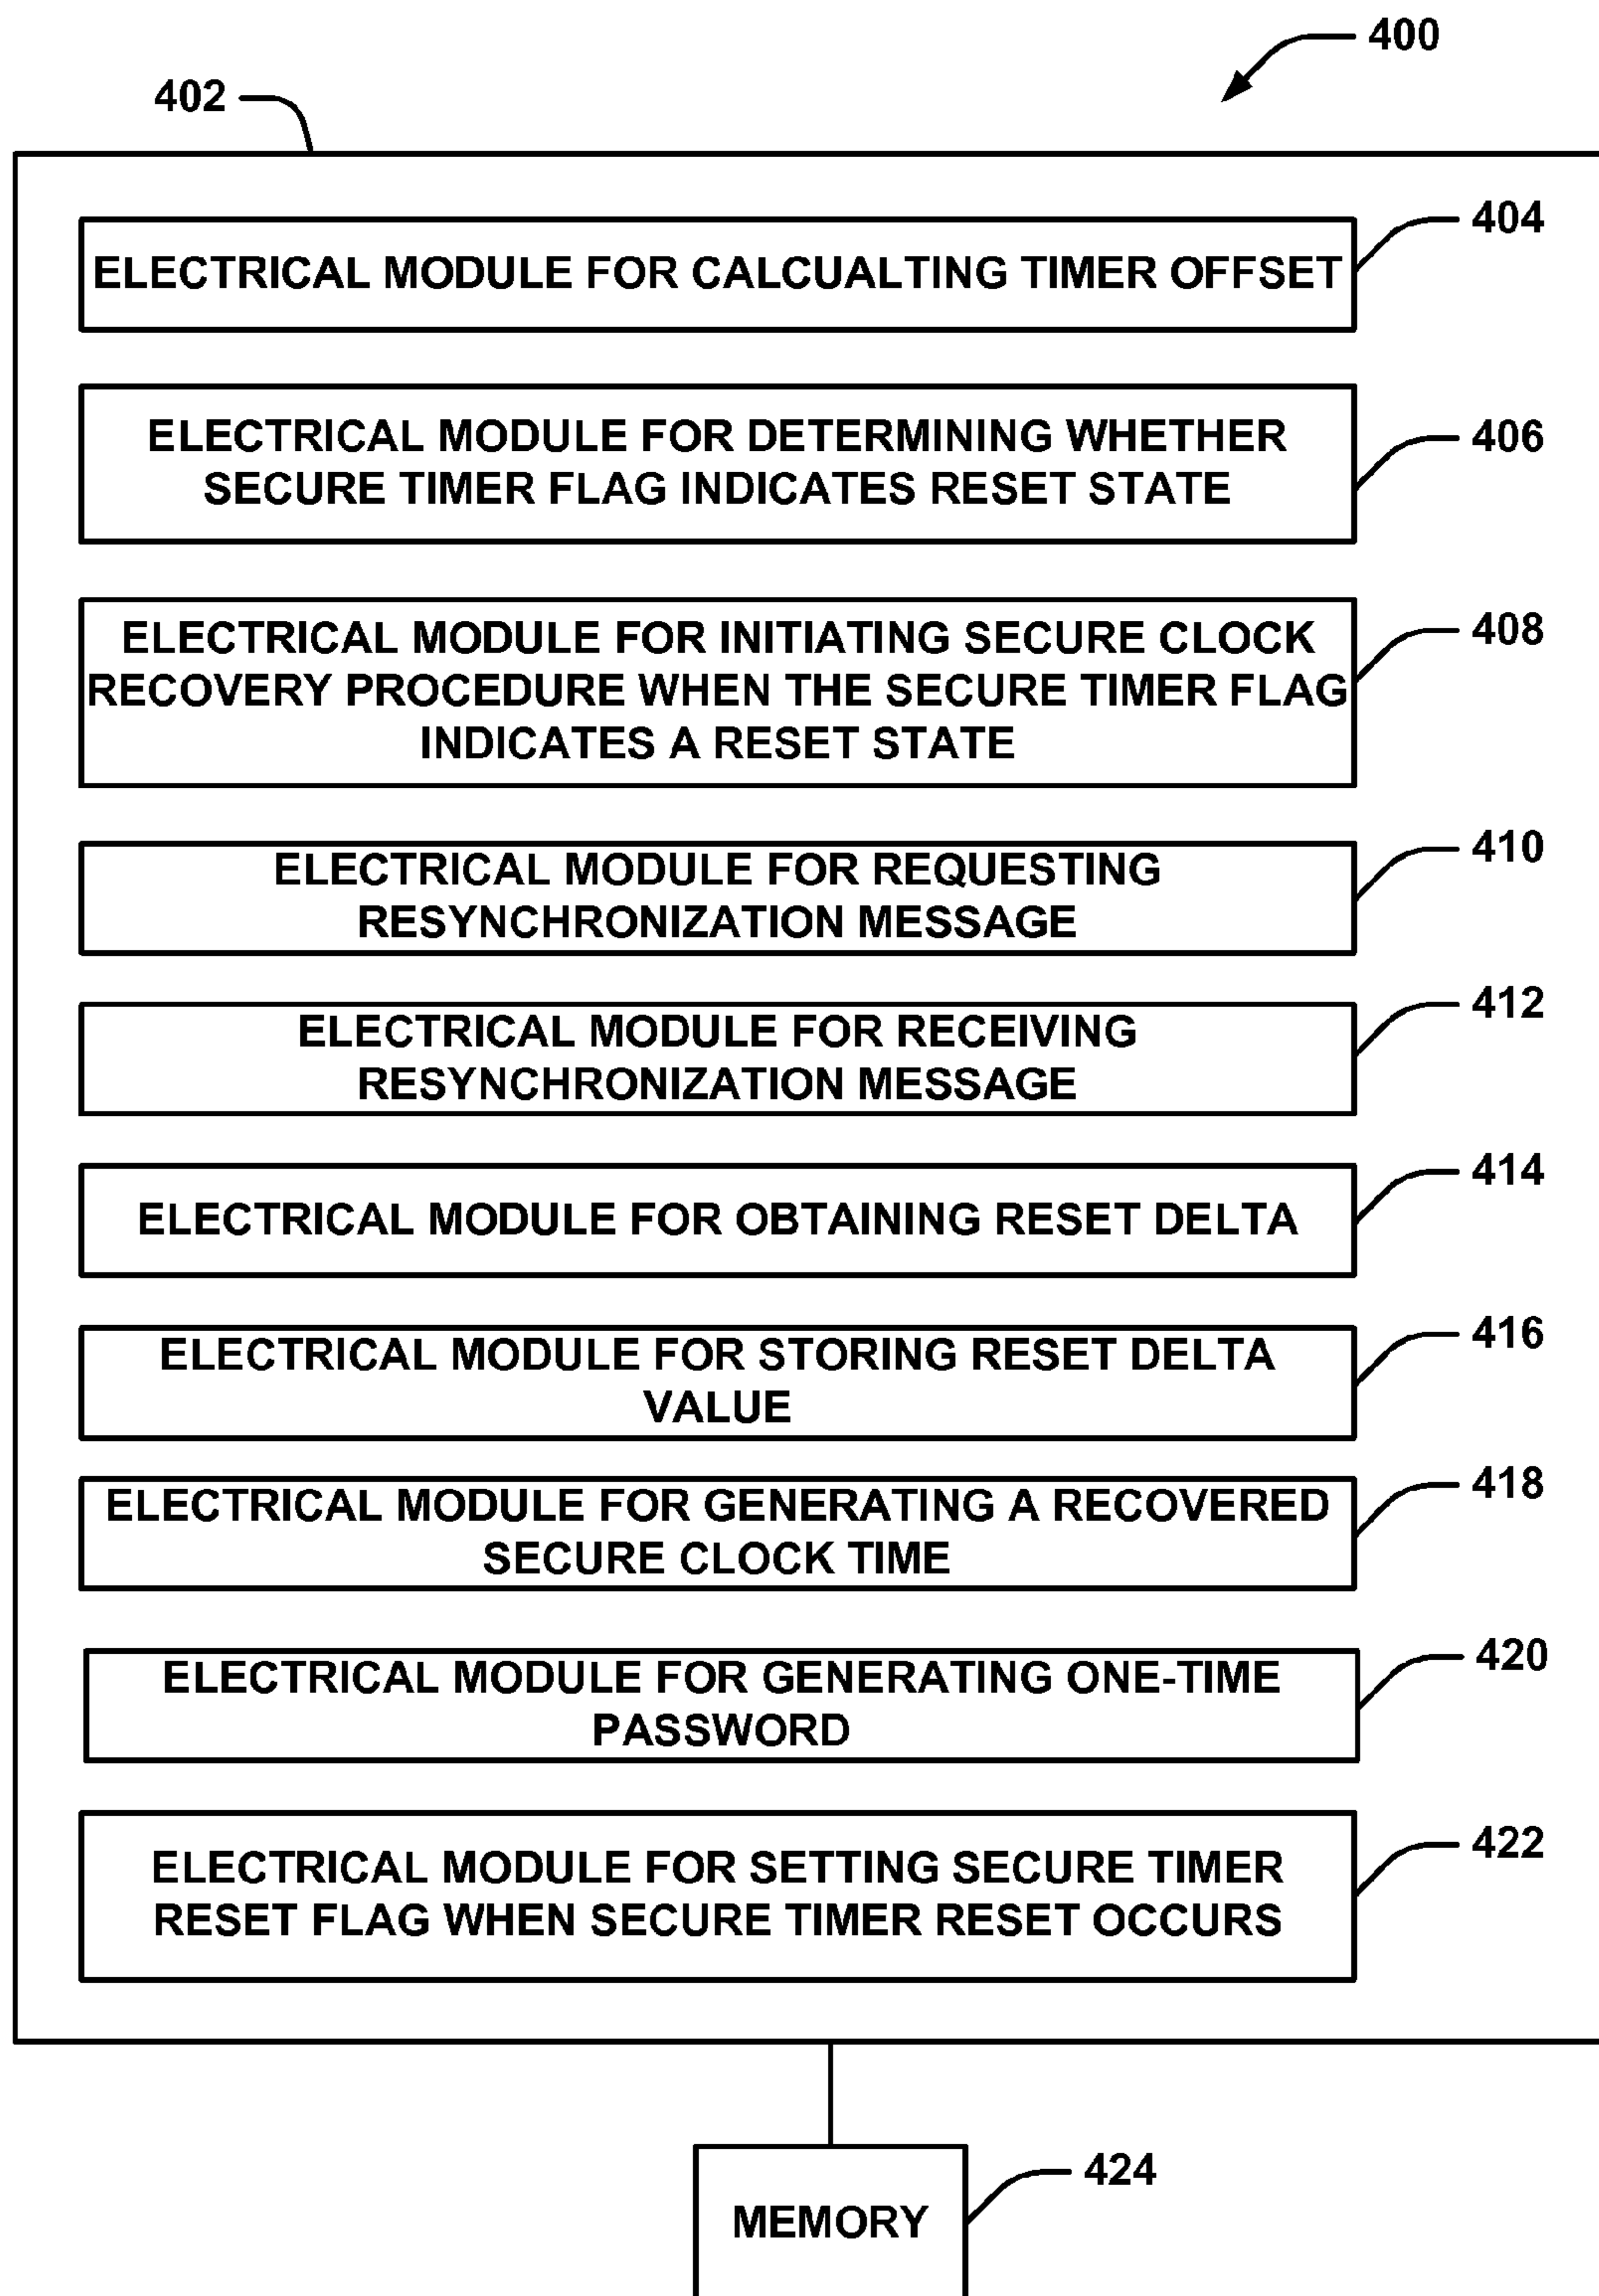 400
402
404
ELECTRICAL MODULE FOR CALCUALTING TIMER OFFSET
ELECTRICAL MODULE FOR DETERMINING WHETHER
SECURE TIMER FLAG INDICATES RESET STATE
406
ELECTRICAL MODULE FOR INITIATING SECURE CLOCK
RECOVERY PROCEDURE WHEN THE SECURE TIMER FLAG
INDICATES A RESET STATE
408
ELECTRICAL MODULE FOR REQUESTING
RESYNCHRONIZATION MESSAGE
410
ELECTRICAL MODULE FOR RECEIVING
RESYNCHRONIZATION MESSAGE
412
ELECTRICAL MODULE FOR OBTAINING RESET DELTA
414
ELECTRICAL MODULE FOR STORING RESET DELTA
VALUE
416
ELECTRICAL MODULE FOR GENERATING A RECOVERED
SECURE CLOCK TIME
418
ELECTRICAL MODULE FOR GENERATING ONE-TIME
PASSWORD
420
ELECTRICAL MODULE FOR SETTING SECURE TIMER
RESET FLAG WHEN SECURE TIMER RESET OCCURS
422
MEMORY
424